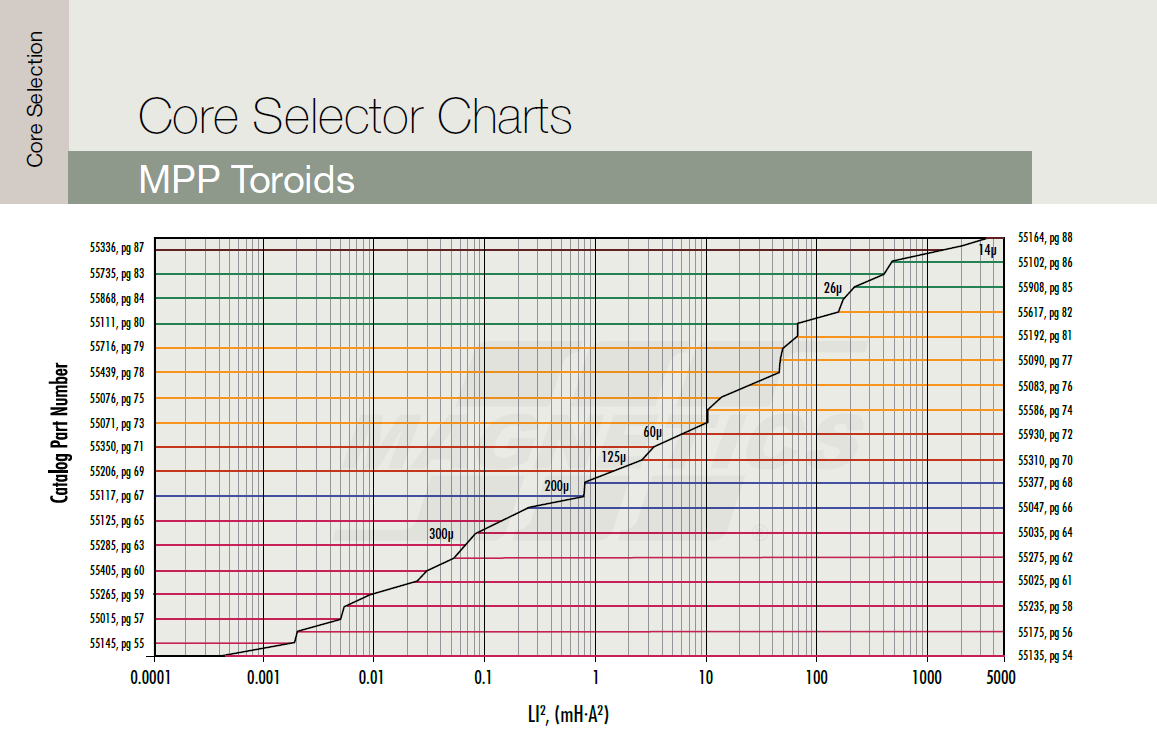 Core Selection
Core Selector Charts
MPP Toroids
Catalog Part Number
55336, pg 87
55735, pg 83
55868, pg 84
55111, pg 80
55716, pg 79
55439, pg 78
55076, pg 75
55071, pg 73
55350, pg 71
55206, pg 69
55117, pg 67
55125, pg 65
55285, pg 63
55405, pg 60
55265, pg 59
55015, pg 57
55145, pg 55
14µ
26µ
60µ
125µ
200µ
300µ
MAGNETICS
®
55164, pg 88
55102, pg 86
55908, pg 85
55617, pg 82
55192, pg 81
55090, pg 77
55083, pg 76
55586, pg 74
55930, pg 72
55310, pg 70
55377, pg 68
55047, pg 66
55035, pg 64
55275, pg 62
55025, pg 61
55235, pg 58
55175, pg 56
55135, pg 54
0.0001 0.001 0.01 0.1 1 10 100 1000 5000
LI², (mH·A²)